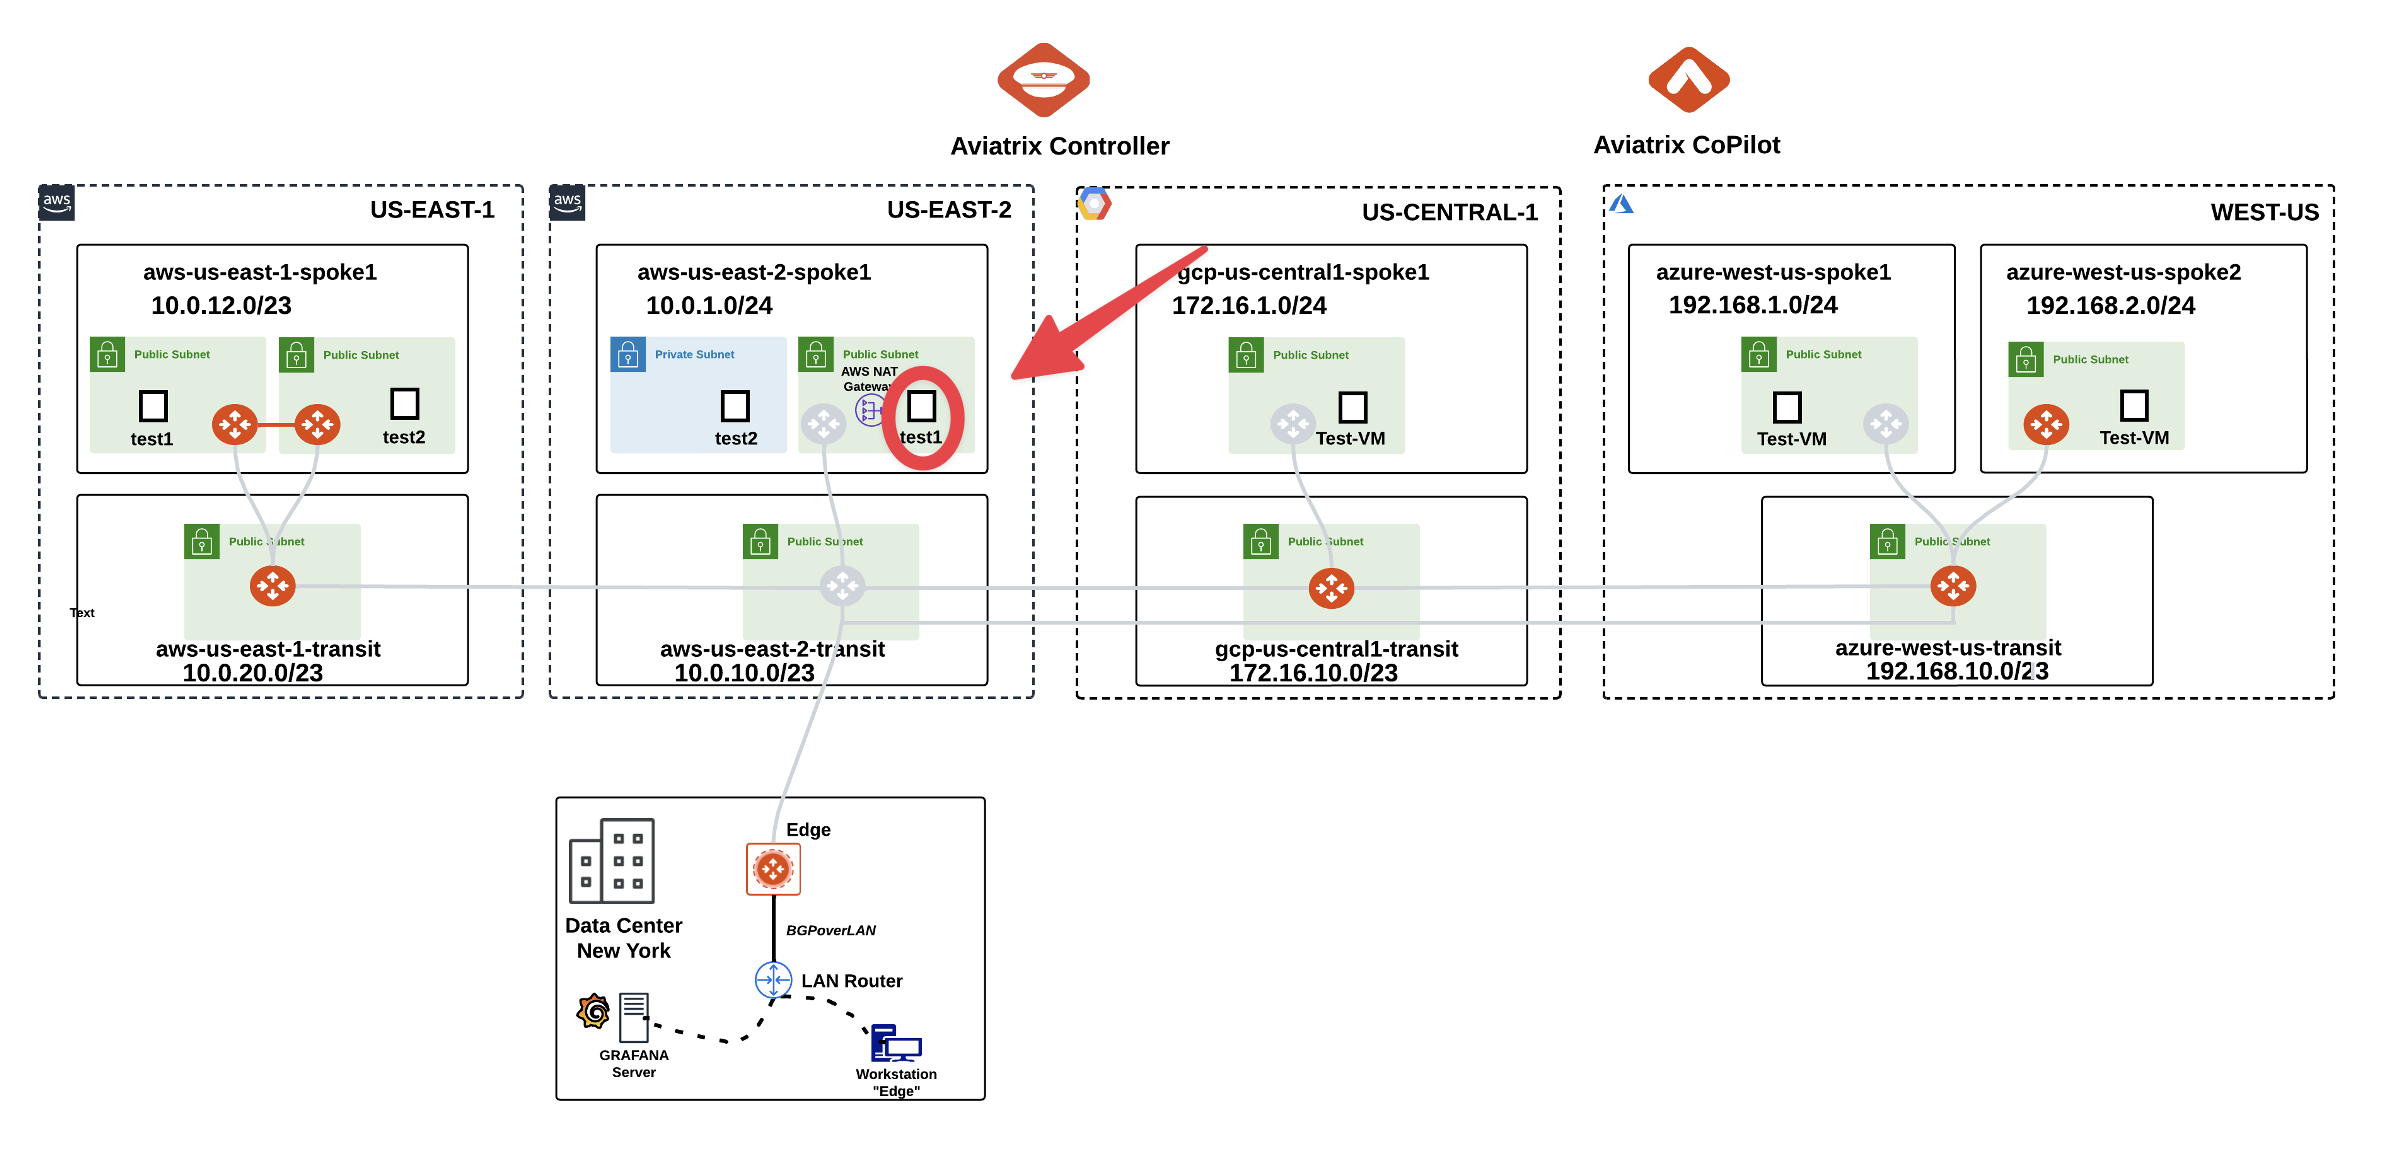 Aviatrix Controller
Aviatrix CoPilot
aws
US-EAST-1
aws-us-east-1-spoke1
10.0.12.0/23
Public Subnet
Public Subnet
test1
test2
Public Subnet
Text
aws-us-east-1-transit
10.0.20.0/23
aws
US-EAST-2
aws-us-east-2-spoke1
10.0.1.0/24
Private Subnet
test2
Public Subnet
AWS NAT
Gateway
test1
Public Subnet
aws-us-east-2-transit
10.0.10.0/23
US-CENTRAL-1
gcp-us-central1-spoke1
172.16.1.0/24
Public Subnet
Test-VM
Public Subnet
gcp-us-central1-transit
172.16.10.0/23
WEST-US
azure-west-us-spoke1
192.168.1.0/24
Public Subnet
Test-VM
azure-west-us-spoke2
192.168.2.0/24
Public Subnet
Test-VM
Public Subnet
azure-west-us-transit
192.168.10.0/23
Edge
Data Center
New York
BGPoverLAN
LAN Router
GRAFANA
Server
Workstation
"Edge"